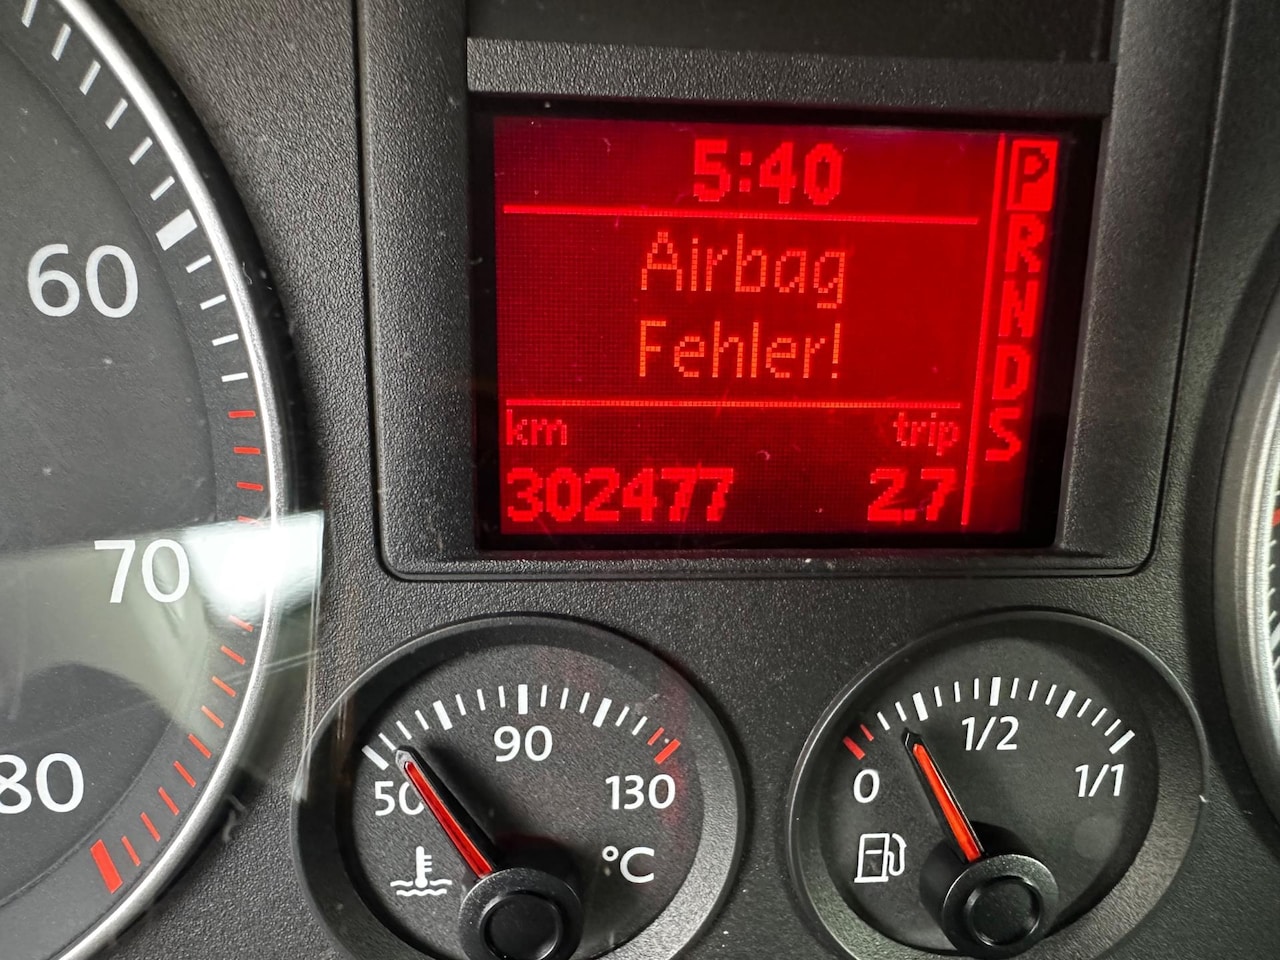 5:40
P
R
N
D
S
Airbag
Fehler!
km trip
302477 2.7
60
70
80
50 90 130
°C
0 1/2 1/1